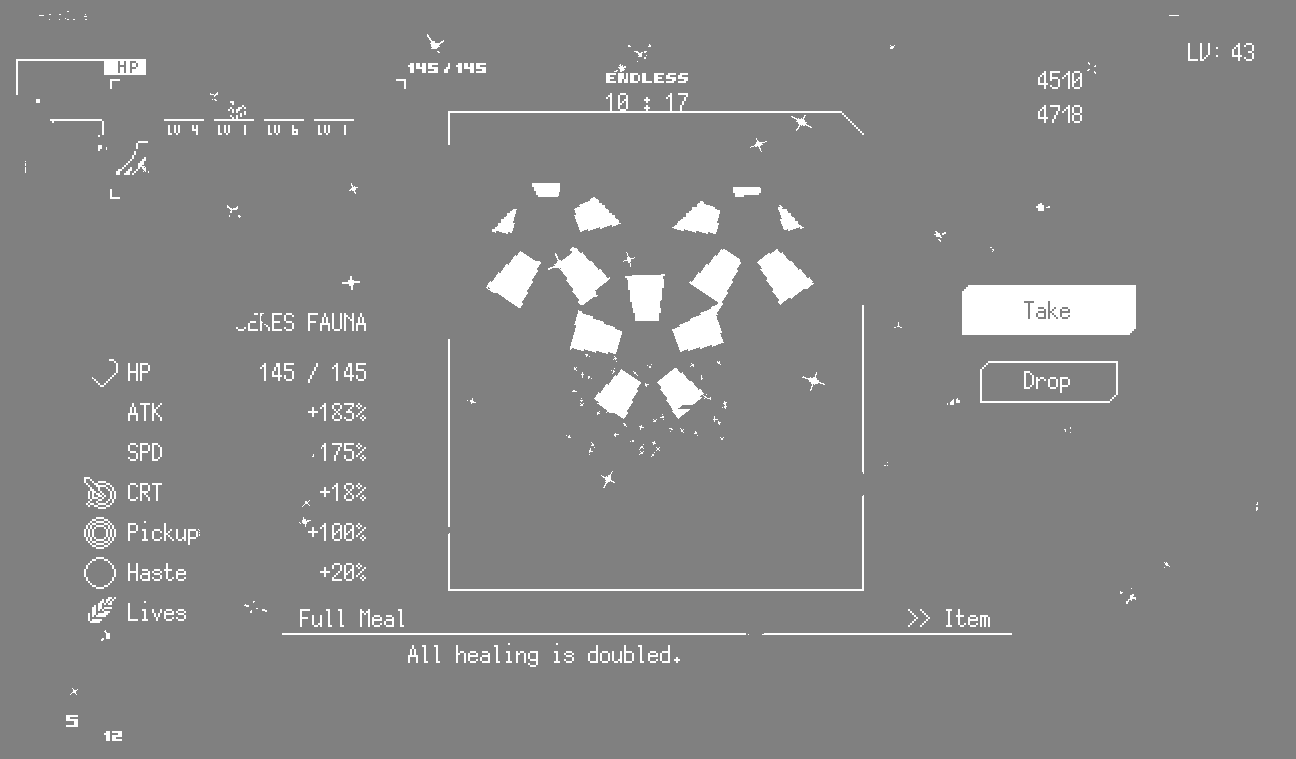 HP
145 / 145
ENDLESS
10 : 17
LV: 43
4510
4718
LV 4
LV 1
LV 6
LV 1
FAUNA
HP 145 / 145
ATK +183%
SPD 175%
CRT +18%
Pickup +100%
Haste +20%
Lives
Take
Drop
Full Meal >> Item
All healing is doubled.
5
12